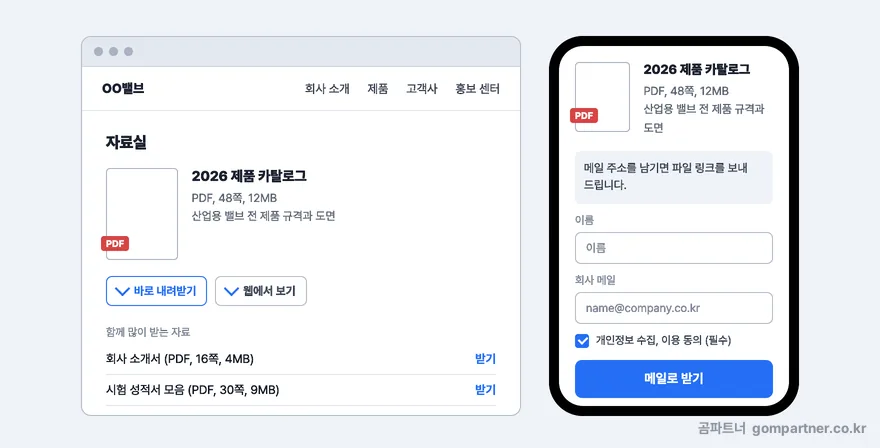 OO밸브
회사 소개 제품 고객사 홍보 센터
자료실
2026 제품 카탈로그
PDF, 48쪽, 12MB
산업용 밸브 전 제품 규격과 도면
PDF
바로 내려받기 웹에서 보기
함께 많이 받는 자료
회사 소개서 (PDF, 16쪽, 4MB) 받기
시험 성적서 모음 (PDF, 30쪽, 9MB) 받기
2026 제품 카탈로그
PDF, 48쪽, 12MB
산업용 밸브 전 제품 규격과
도면
PDF
메일 주소를 남기면 파일 링크를 보내
드립니다.
이름
이름
회사 메일
name@company.co.kr
개인정보 수집, 이용 동의 (필수)
메일로 받기
곰파트너 gompartner.co.kr